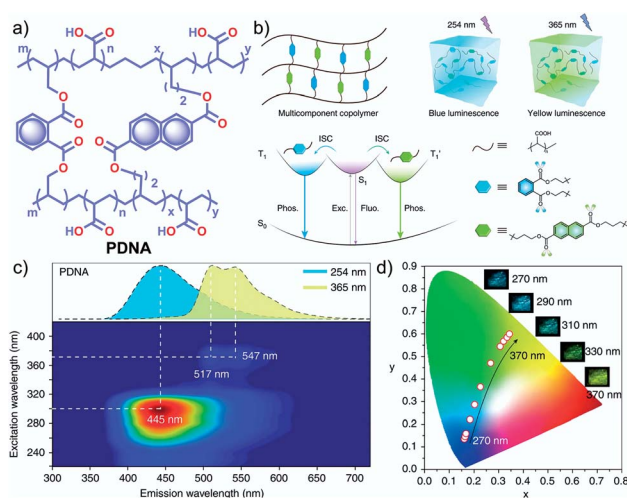 a)
HO
O
O
OH
m
n
x
y
2
O
O
O
O
O
O
O
O
2
m
n
x
y
HO
O
HO
O
O
OH
PDNA
b)
Multicomponent copolymer
254 nm
Blue luminescence
365 nm
Yellow luminescence
T₁
ISC
ISC
T₁'
S₁
Phos.
Exc.
Fluo.
Phos.
S₀
COOH
c)
PDNA
254 nm
365 nm
Excitation wavelength (nm)
400
360
320
280
240
547 nm
517 nm
445 nm
300 350 400 450 500 550 600 650 700
Emission wavelength (nm)
d)
y
0.9
0.8
0.7
0.6
0.5
0.4
0.3
0.2
0.1
0.0
270 nm
290 nm
310 nm
330 nm
370 nm
370 nm
270 nm
0.0 0.1 0.2 0.3 0.4 0.5 0.6 0.7 0.8
x